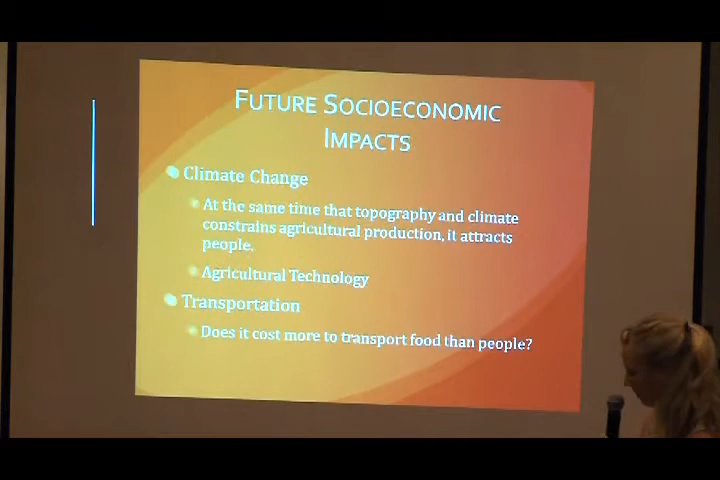 FUTURE SOCIOECONOMIC
IMPACTS
Climate Change
At the same time that topography and climate
constrains agricultural production, it attracts
people.
Agricultural Technology
Transportation
Does it cost more to transport food than people?